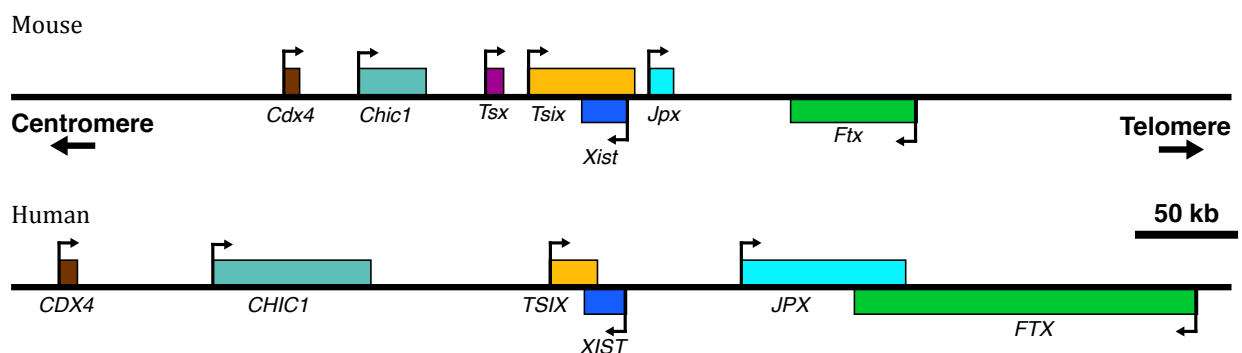 Mouse
Cdx4 Chic1 Tsx Tsix Jpx
Xist Ftx
Centromere Telomere
Human 50 kb
CDX4 CHIC1 TSIX JPX FTX
XIST